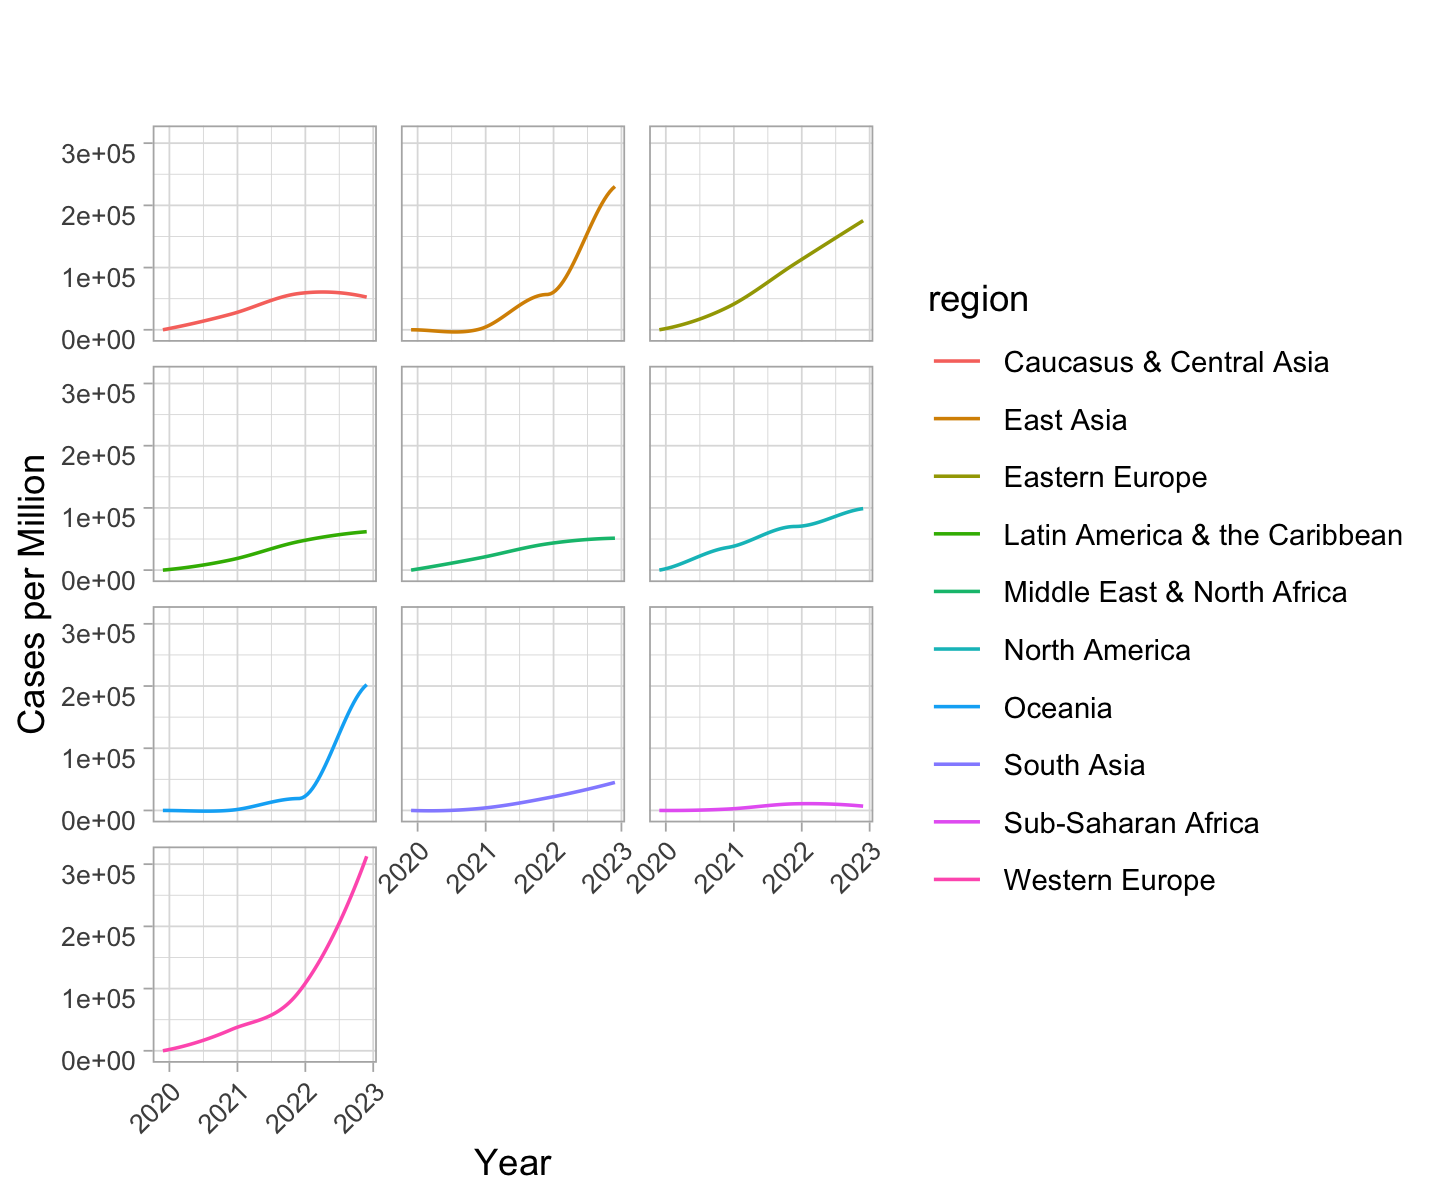 3e+05
2e+05
1e+05
0e+00
3e+05
2e+05
1e+05
0e+00
3e+05
2e+05
1e+05
0e+00
2020 2021 2022 2023 2020 2021 2022 2023
3e+05
2e+05
1e+05
0e+00
2020 2021 2022 2023
Cases per Million
Year
region
Caucasus & Central Asia
East Asia
Eastern Europe
Latin America & the Caribbean
Middle East & North Africa
North America
Oceania
South Asia
Sub-Saharan Africa
Western Europe